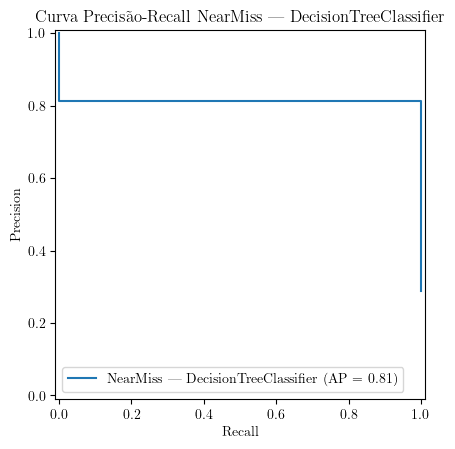 Curva Precisão-Recall NearMiss — DecisionTreeClassifier
1.0
0.8
0.6
0.4
0.2
0.0
Precision
NearMiss — DecisionTreeClassifier (AP = 0.81)
0.0 0.2 0.4 0.6 0.8 1.0
Recall